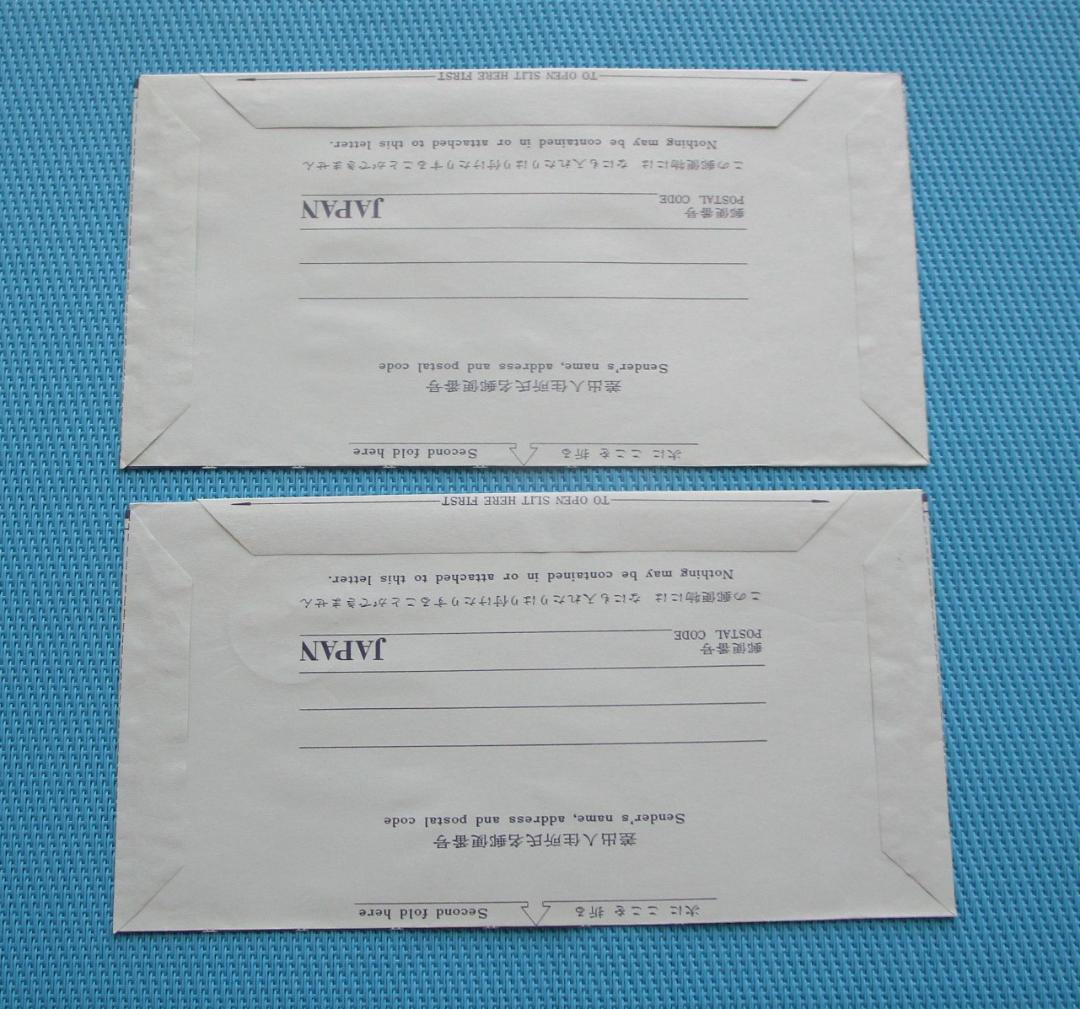 次に ここ を 折る Second fold here
差出人住所氏名郵便番号
Sender's name, address and postal code
郵便番号
POSTAL CODE JAPAN
この郵便物には なにも入れたりはり付けたりすることができません
Nothing may be contained in or attached to this letter.
TO OPEN SLIT HERE FIRST
次に ここ を 折る Second fold here
差出人住所氏名郵便番号
Sender's name, address and postal code
郵便番号
POSTAL CODE JAPAN
この郵便物には なにも入れたりはり付けたりすることができません
Nothing may be contained in or attached to this letter.
TO OPEN SLIT HERE FIRST